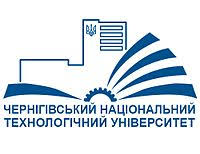 ЧЕРНІГІВСЬКИЙ НАЦІОНАЛЬНИЙ
ТЕХНОЛОГІЧНИЙ УНІВЕРСИТЕТ